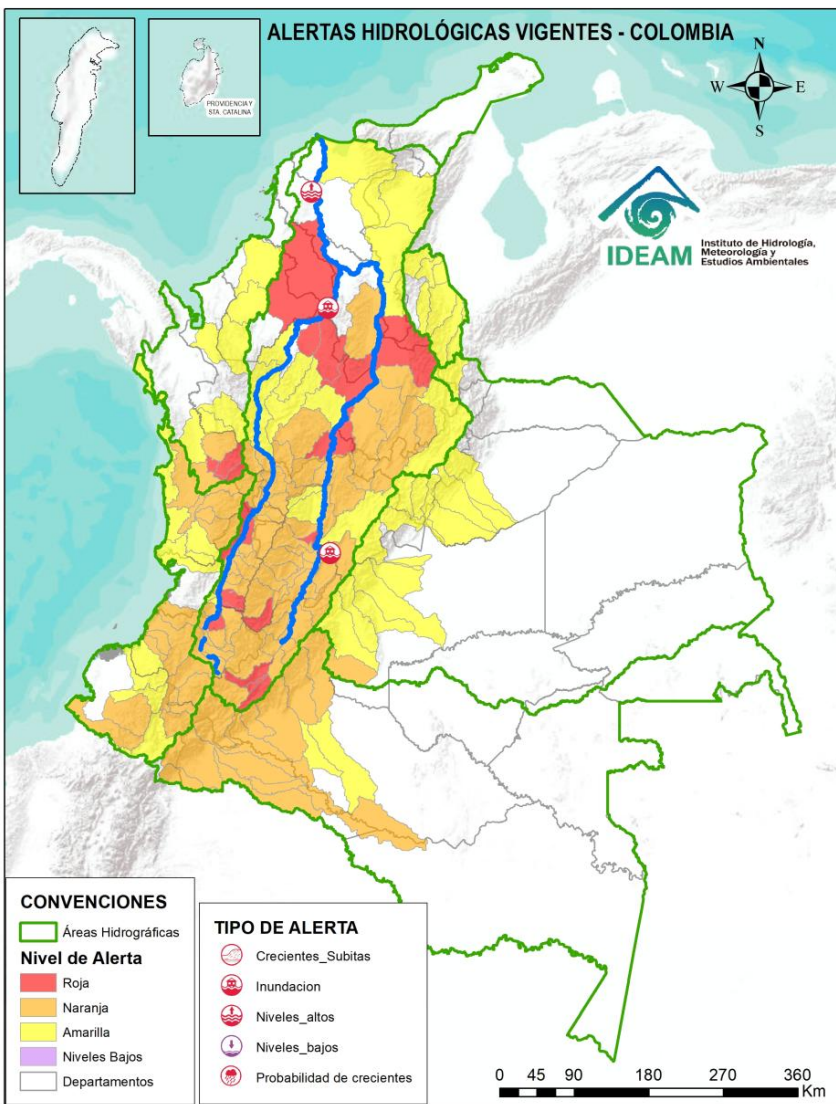 ALERTAS HIDROLÓGICAS VIGENTES - COLOMBIA
PROVIDENCIA Y
STA. CATALINA
N
W
E
S
IDEAM
Instituto de Hidrología,
Meteorología y
Estudios Ambientales
CONVENCIONES
Áreas Hidrográficas
Nivel de Alerta
Roja
Naranja
Amarilla
Niveles Bajos
Departamentos
TIPO DE ALERTA
Crecientes_Subitas
Inundacion
Niveles_altos
Niveles_bajos
Probabilidad de crecientes
0 45 90 180 270 360
Km